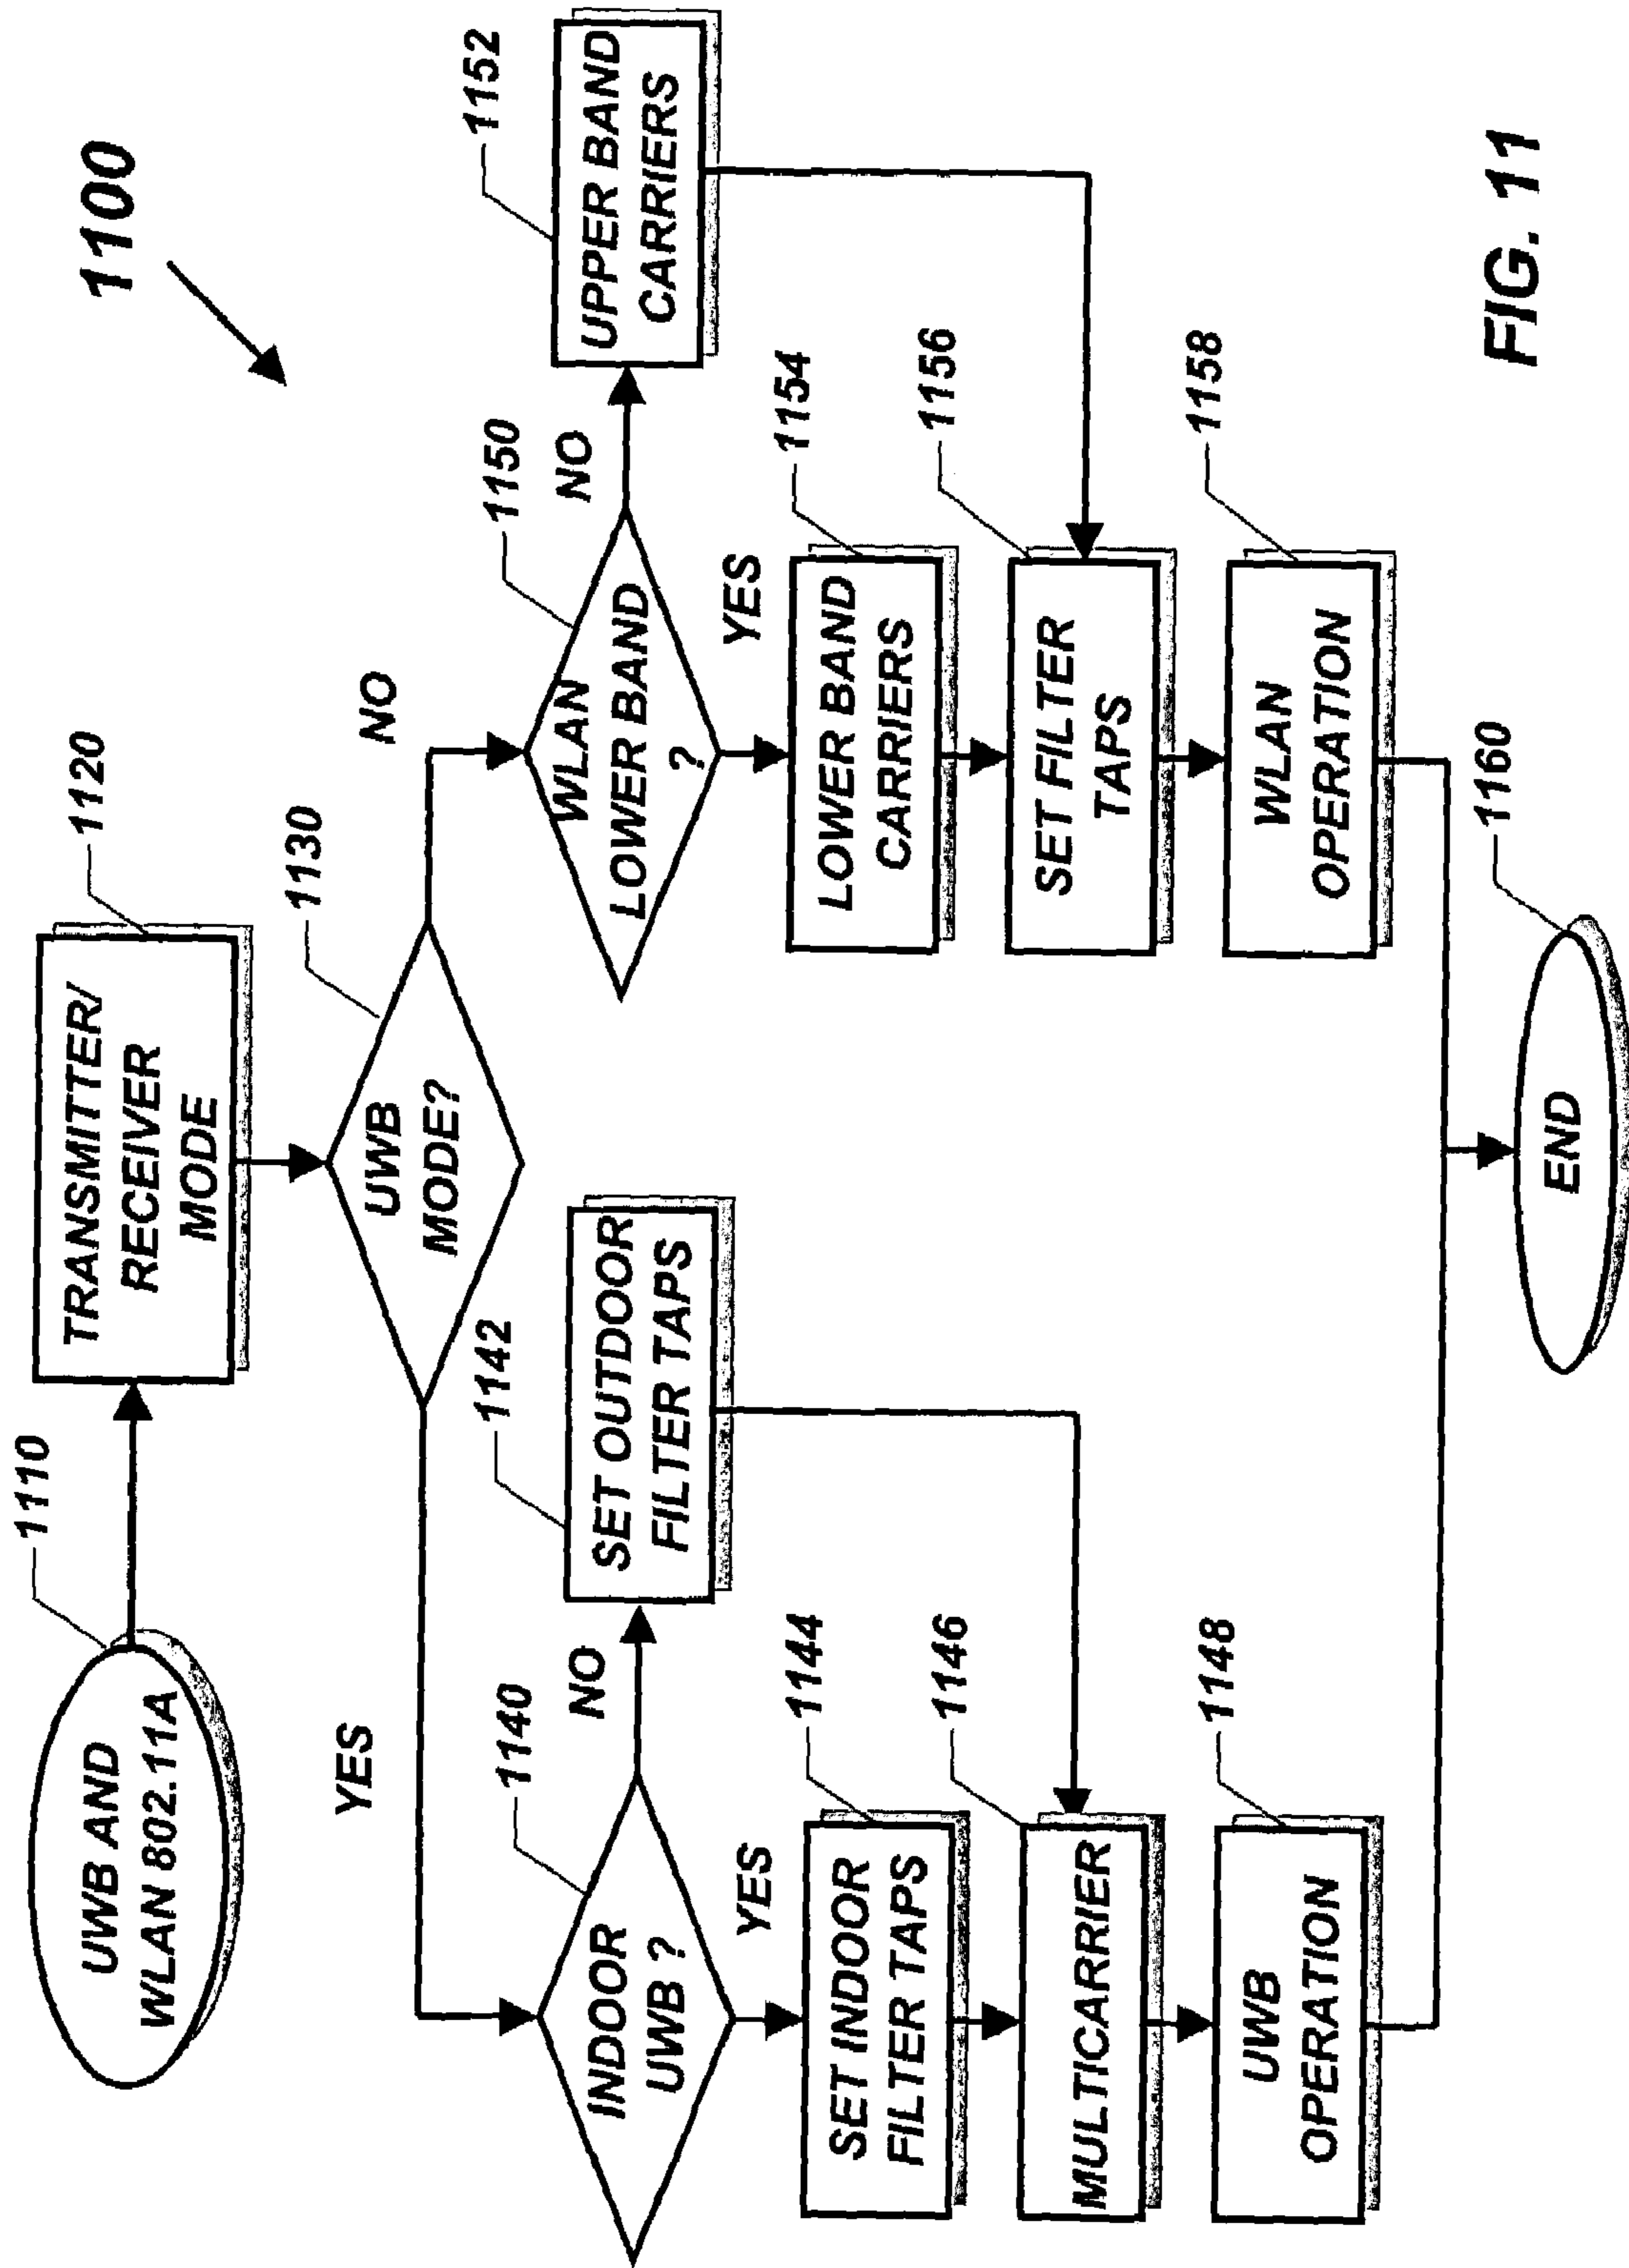 1100
1110
UWB AND
WLAN 802.11A
1120
TRANSMITTER/
RECEIVER
MODE
1130
UWB
MODE?
YES
NO
1140
INDOOR
UWB ?
NO
1142
SET OUTDOOR
FILTER TAPS
YES
1144
SET INDOOR
FILTER TAPS
1146
MULTICARRIER
1148
UWB
OPERATION
1150
WLAN
LOWER BAND
?
NO
1152
UPPER BAND
CARRIERS
YES
1154
LOWER BAND
CARRIERS
1156
SET FILTER
TAPS
1158
WLAN
OPERATION
1160
END
FIG. 11